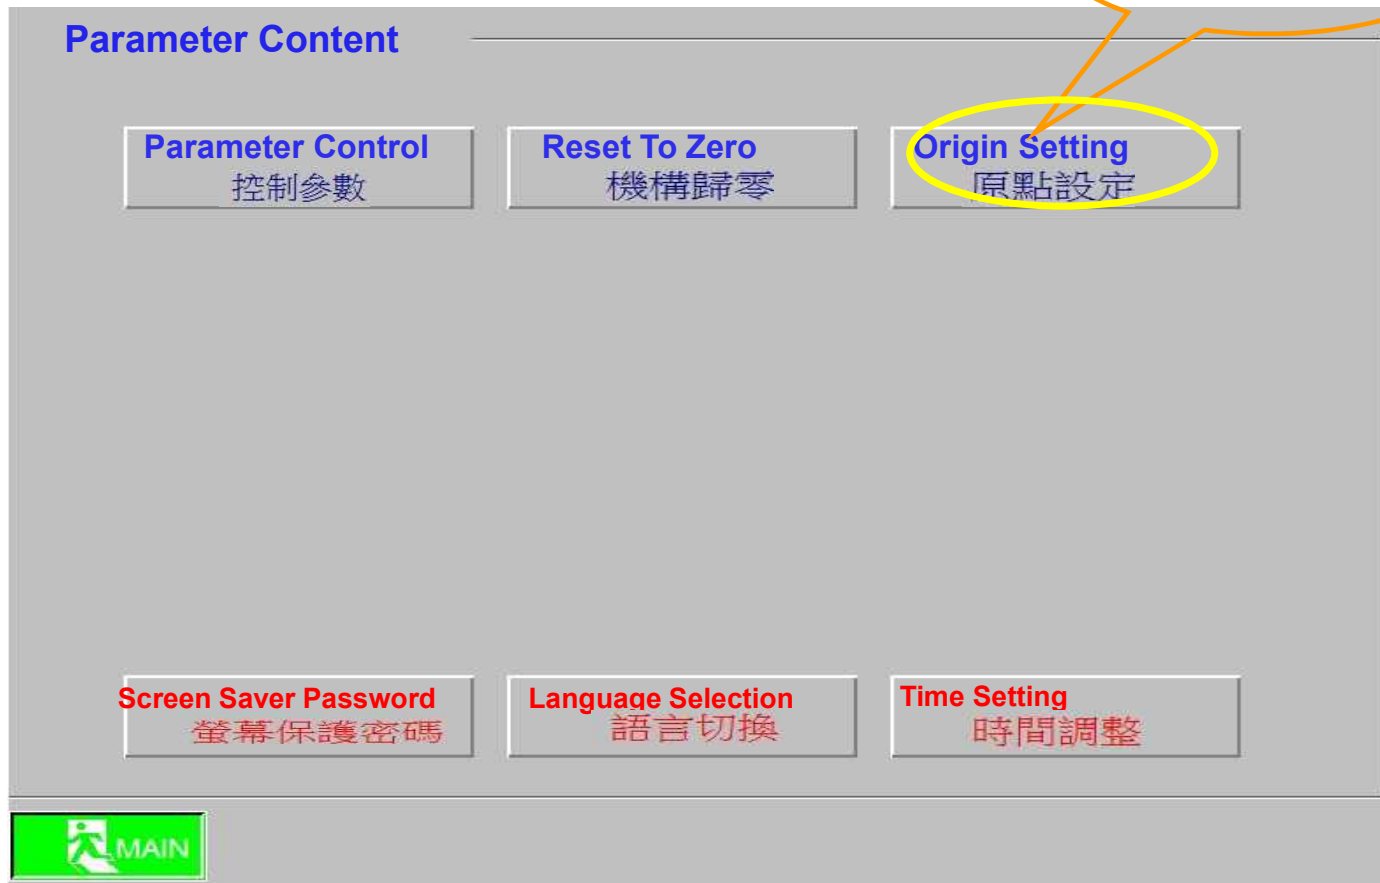 Parameter Content
Parameter Control
控制參數
Reset To Zero
機構歸零
Origin Setting
原點設定
Screen Saver Password
螢幕保護密碼
Language Selection
語言切換
Time Setting
時間調整
MAIN